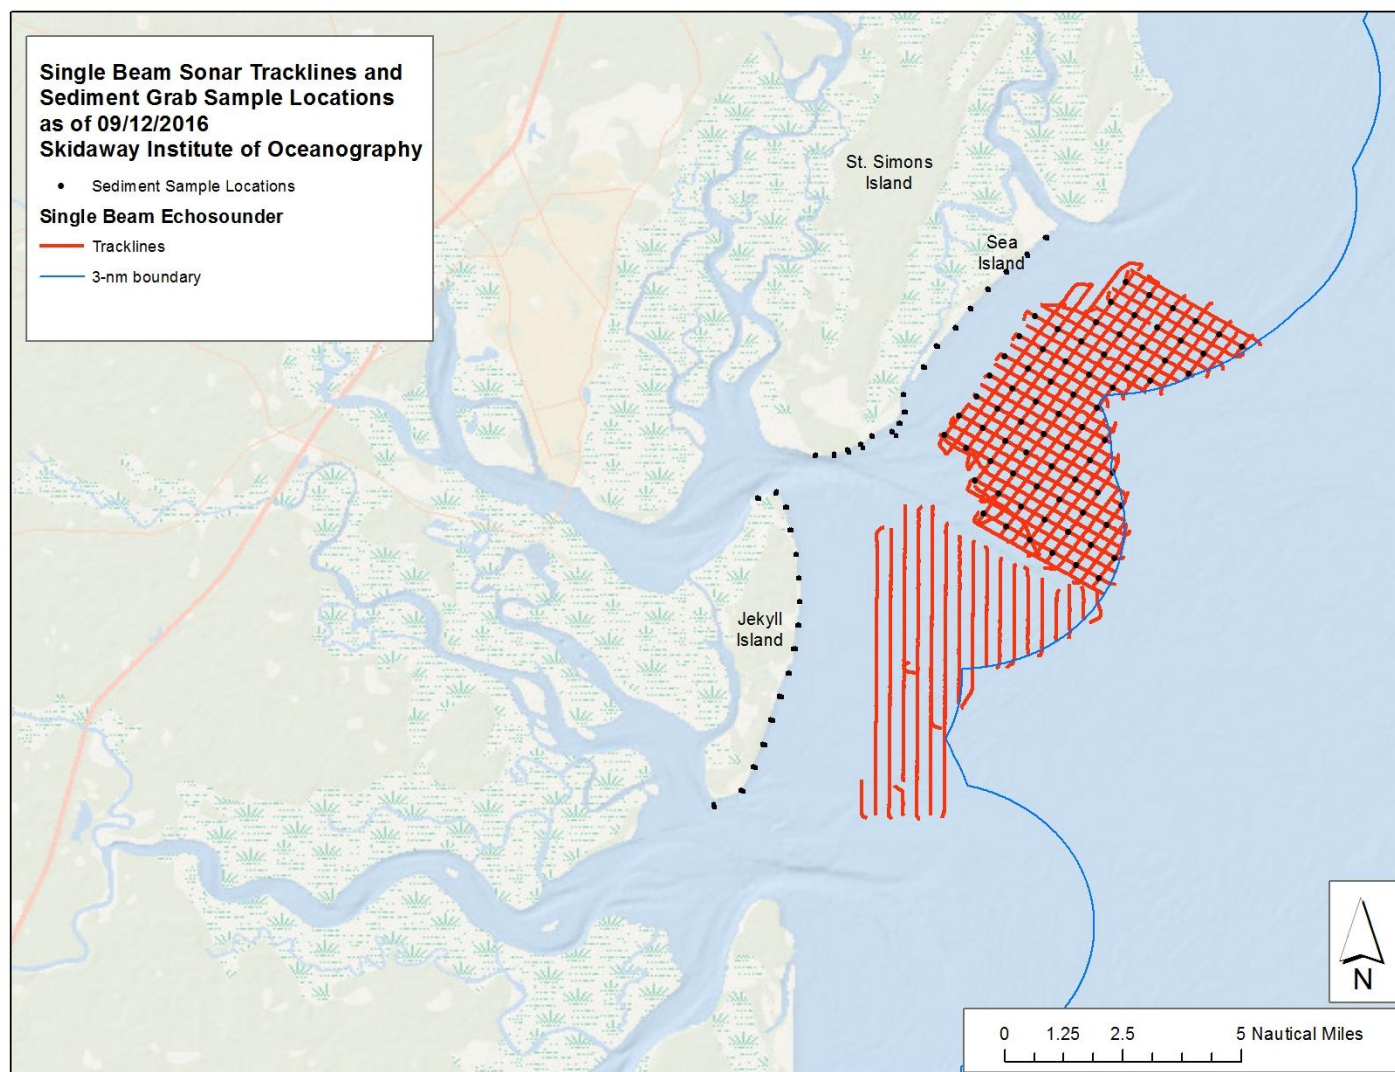 Single Beam Sonar Tracklines and
Sediment Grab Sample Locations
as of 09/12/2016
Skidaway Institute of Oceanography
Sediment Sample Locations
Single Beam Echosounder
Tracklines
3-nm boundary
St. Simons
Island
Sea
Island
Jekyll
Island
N
0 1.25 2.5 5 Nautical Miles